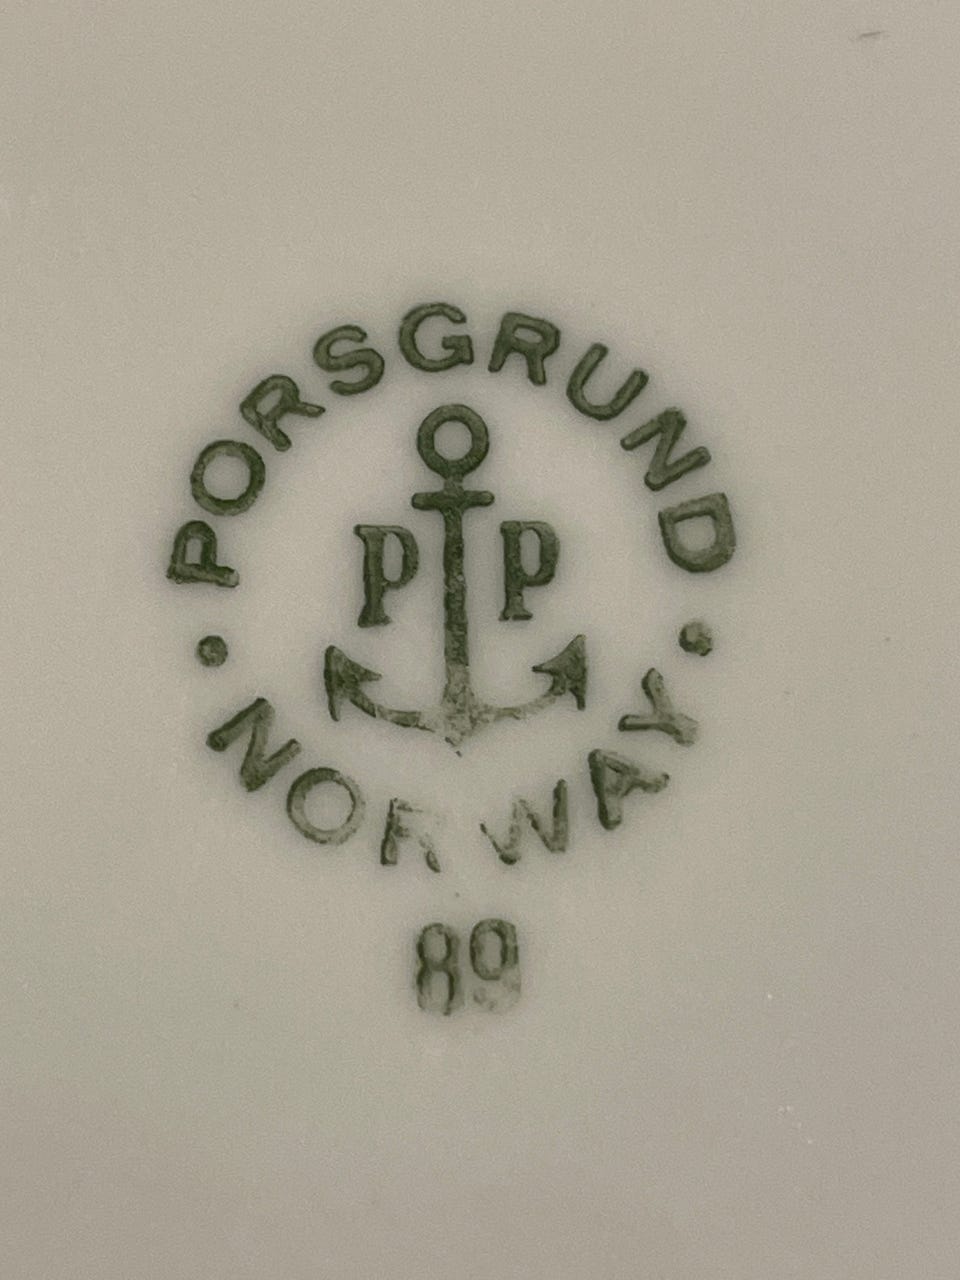 PORSGRUND
P P
• NORWAY •
89